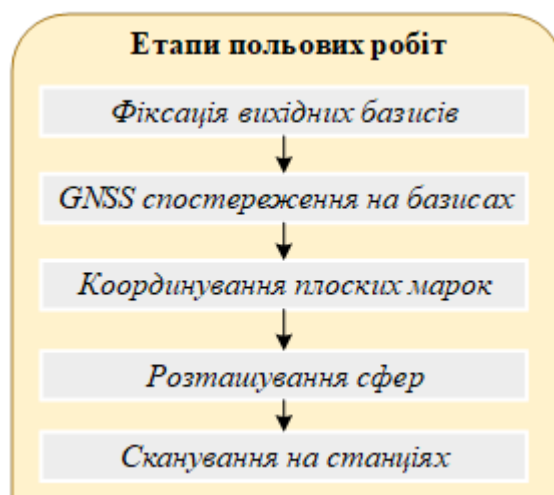 Етапи польових робіт
Фіксація вихідних базисів
GNSS спостереження на базисах
Координування плоских марок
Розташування сфер
Сканування на станціях